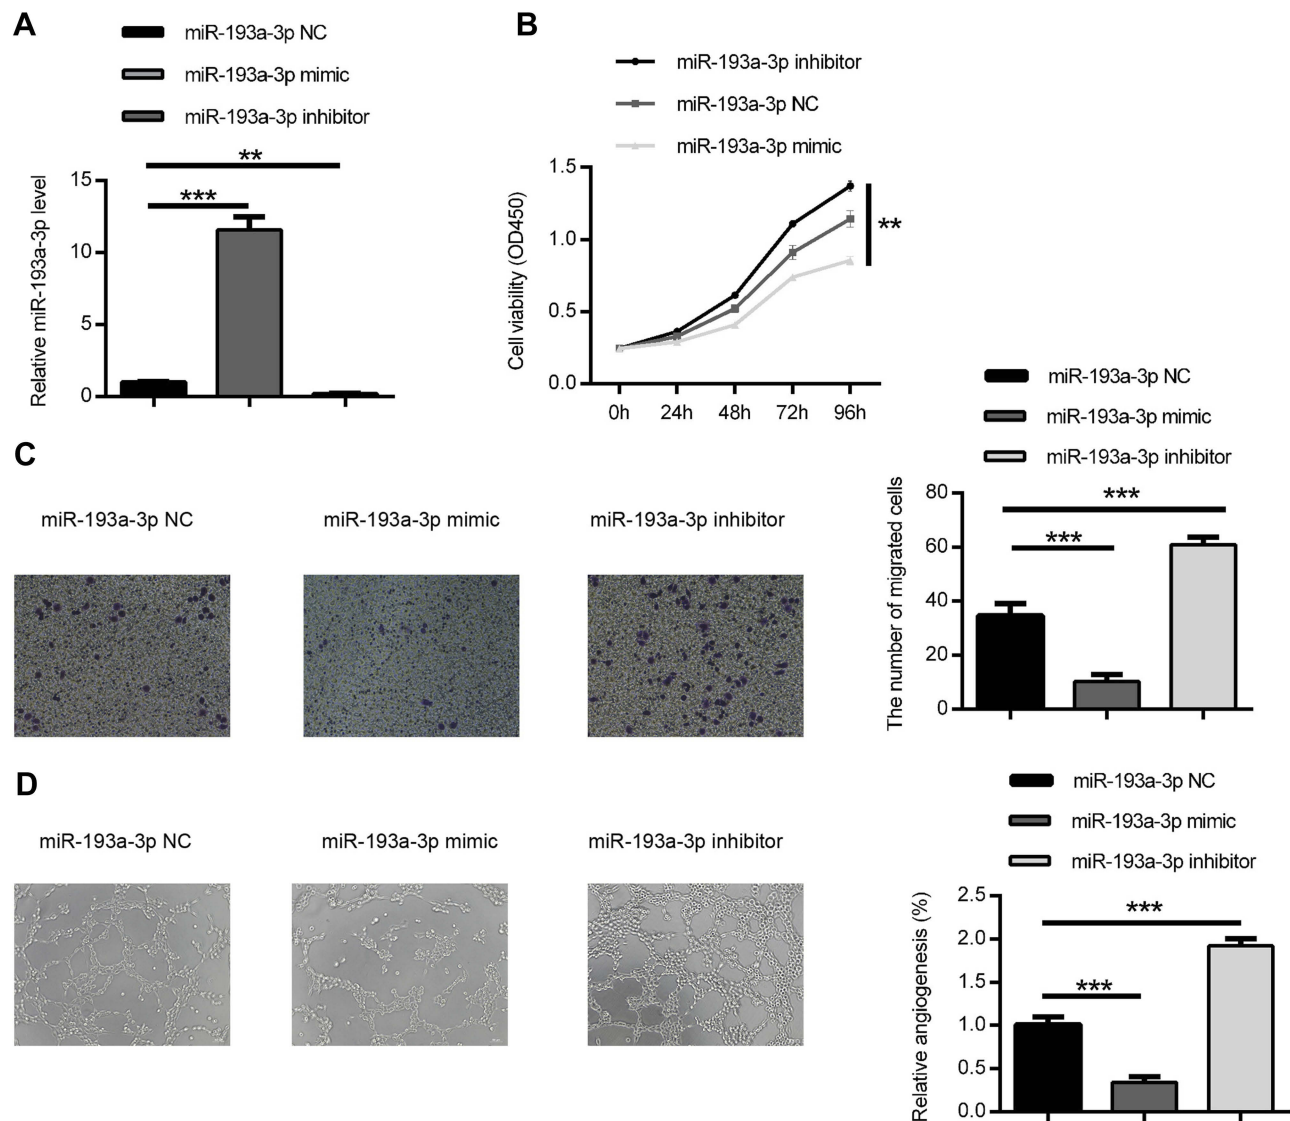 A
miR-193a-3p NC
miR-193a-3p mimic
miR-193a-3p inhibitor
Relative miR-193a-3p level
15
10
5
0
**
***
B
miR-193a-3p inhibitor
miR-193a-3p NC
miR-193a-3p mimic
Cell viability (OD450)
1.5
1.0
0.5
0.0
0h 24h 48h 72h 96h
**
C
miR-193a-3p NC
miR-193a-3p mimic
miR-193a-3p inhibitor
miR-193a-3p NC
miR-193a-3p mimic
miR-193a-3p inhibitor
The number of migrated cells
80
60
40
20
0
***
***
D
miR-193a-3p NC
miR-193a-3p mimic
miR-193a-3p inhibitor
miR-193a-3p NC
miR-193a-3p mimic
miR-193a-3p inhibitor
Relative angiogenesis (%)
2.5
2.0
1.5
1.0
0.5
0.0
***
***